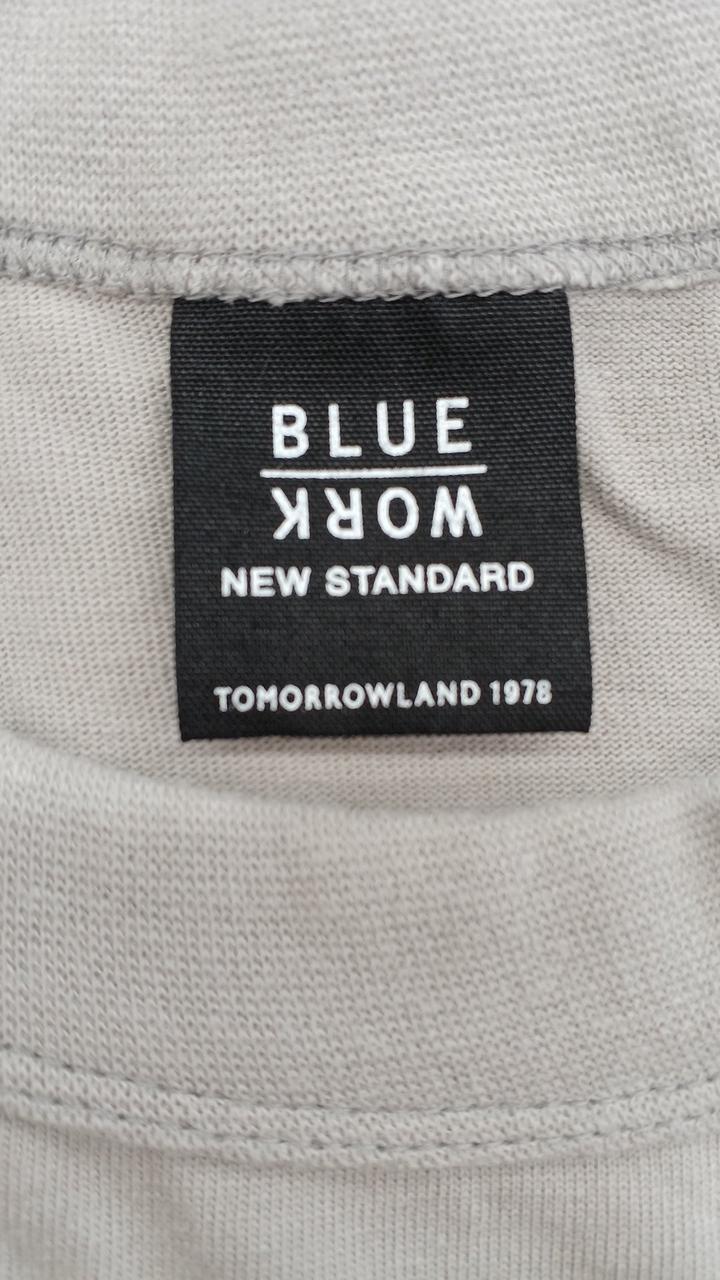 BLUE
WORK
NEW STANDARD
TOMORROWLAND 1978